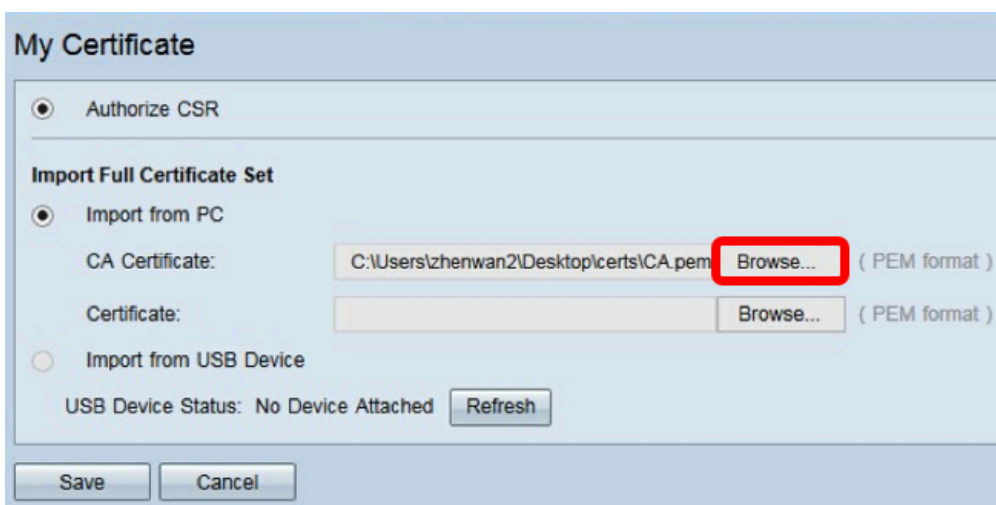 My Certificate
Authorize CSR
Import Full Certificate Set
Import from PC
CA Certificate: C:\Users\zhenwan2\Desktop\certs\CA.pem Browse... ( PEM format )
Certificate: Browse... ( PEM format )
Import from USB Device
USB Device Status: No Device Attached Refresh
Save Cancel